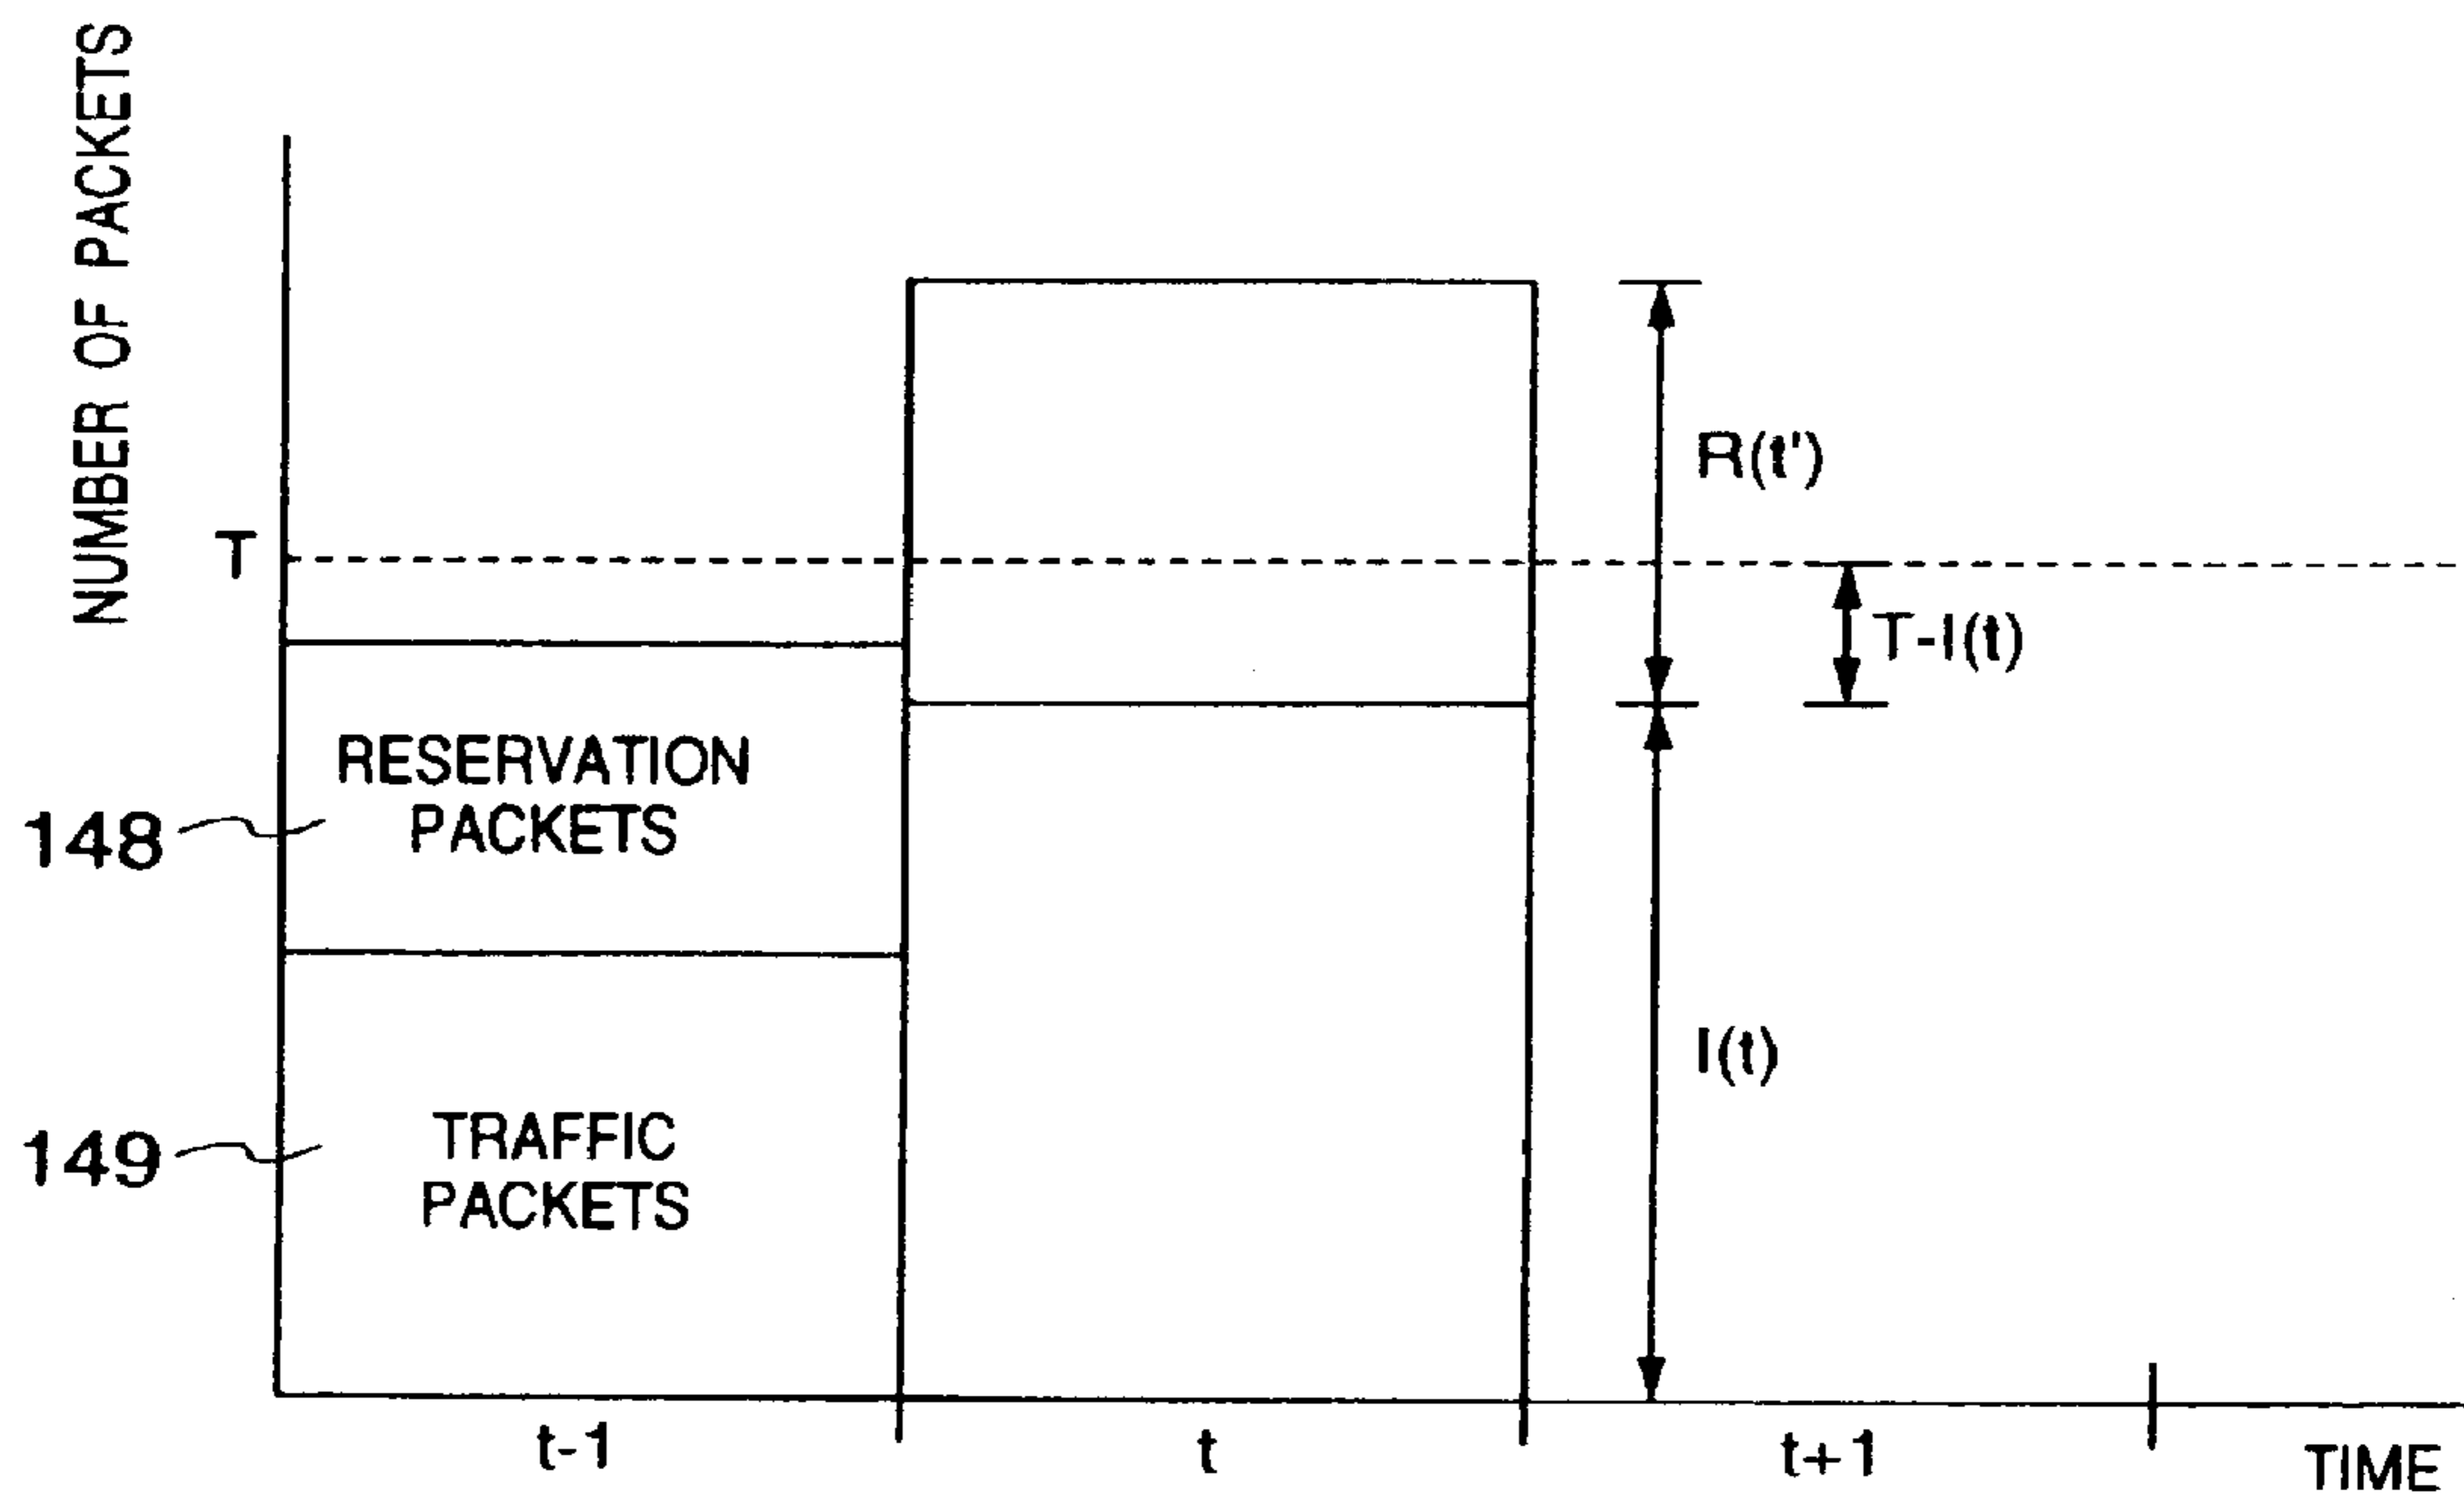 NUMBER OF PACKETS
T
R(t')
T-I(t)
RESERVATION
PACKETS
148
I(t)
149
TRAFFIC
PACKETS
t-1
t
t+1
TIME